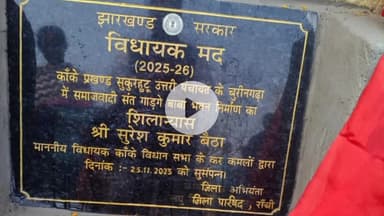 झारखण्ड सरकार
विधायक मद
(2025-26)
काँके प्रखण्ड सुकुरहुटू उत्तरी पंचायत के चुरीनगढ़ा
में समाजवादी संत गाड्गे बाबा भवन निर्माण का
शिलान्यास
श्री सुरेश कुमार बैठा
माननीय विधायक काँके विधान सभा के कर कमलों द्वारा
दिनांक :- 25.11.2025 को सुसंपन्न।
जिला अभियंता
जिला परिषद, राँची